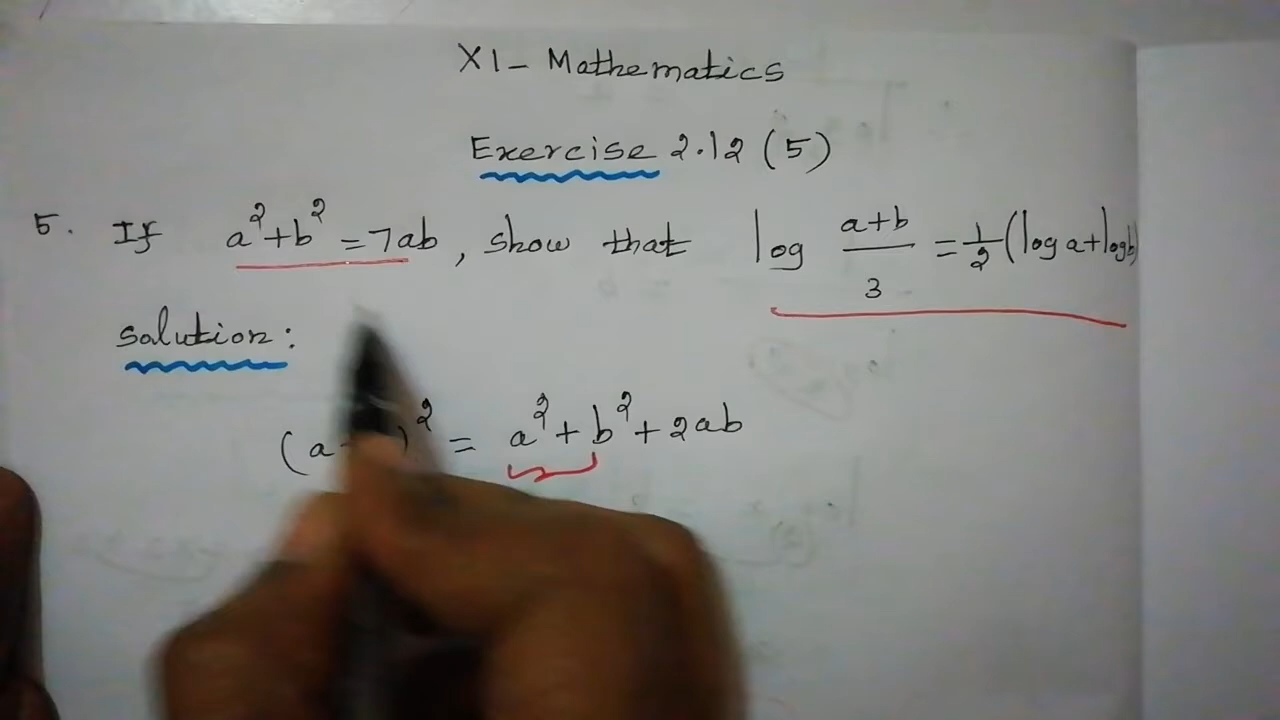 XI - Mathematics
Exercise 2.12 (5)
5. If a²+b² = 7ab, show that log (a+b)/3 = 1/2 (log a + log b)
Solution:
(a )² = a² + b² + 2ab